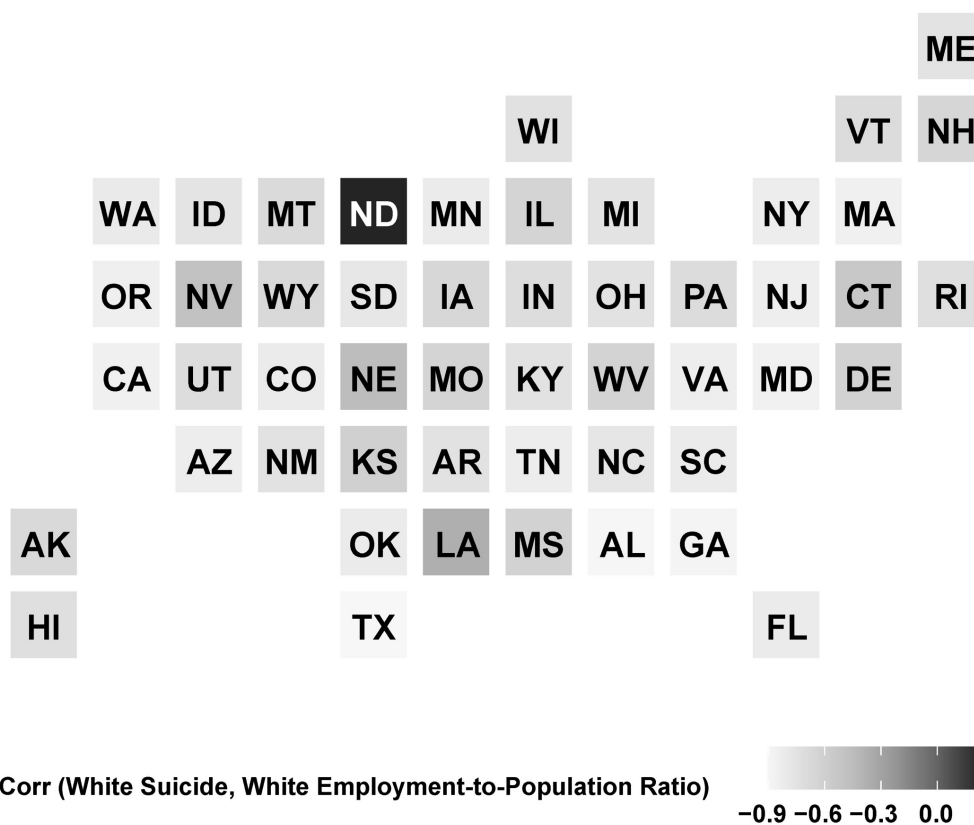 ME
WI VT NH
WA ID MT ND MN IL MI NY MA
OR NV WY SD IA IN OH PA NJ CT RI
CA UT CO NE MO KY WV VA MD DE
AZ NM KS AR TN NC SC
AK OK LA MS AL GA
HI TX FL
Corr (White Suicide, White Employment-to-Population Ratio)
−0.9 −0.6 −0.3 0.0